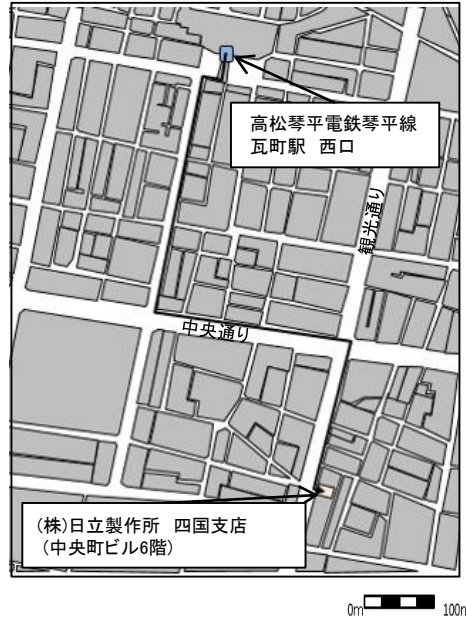 高松琴平電鉄琴平線
瓦町駅 西口
観光通り
中央通り
(株)日立製作所 四国支店
(中央町ビル6階)
0m 100m